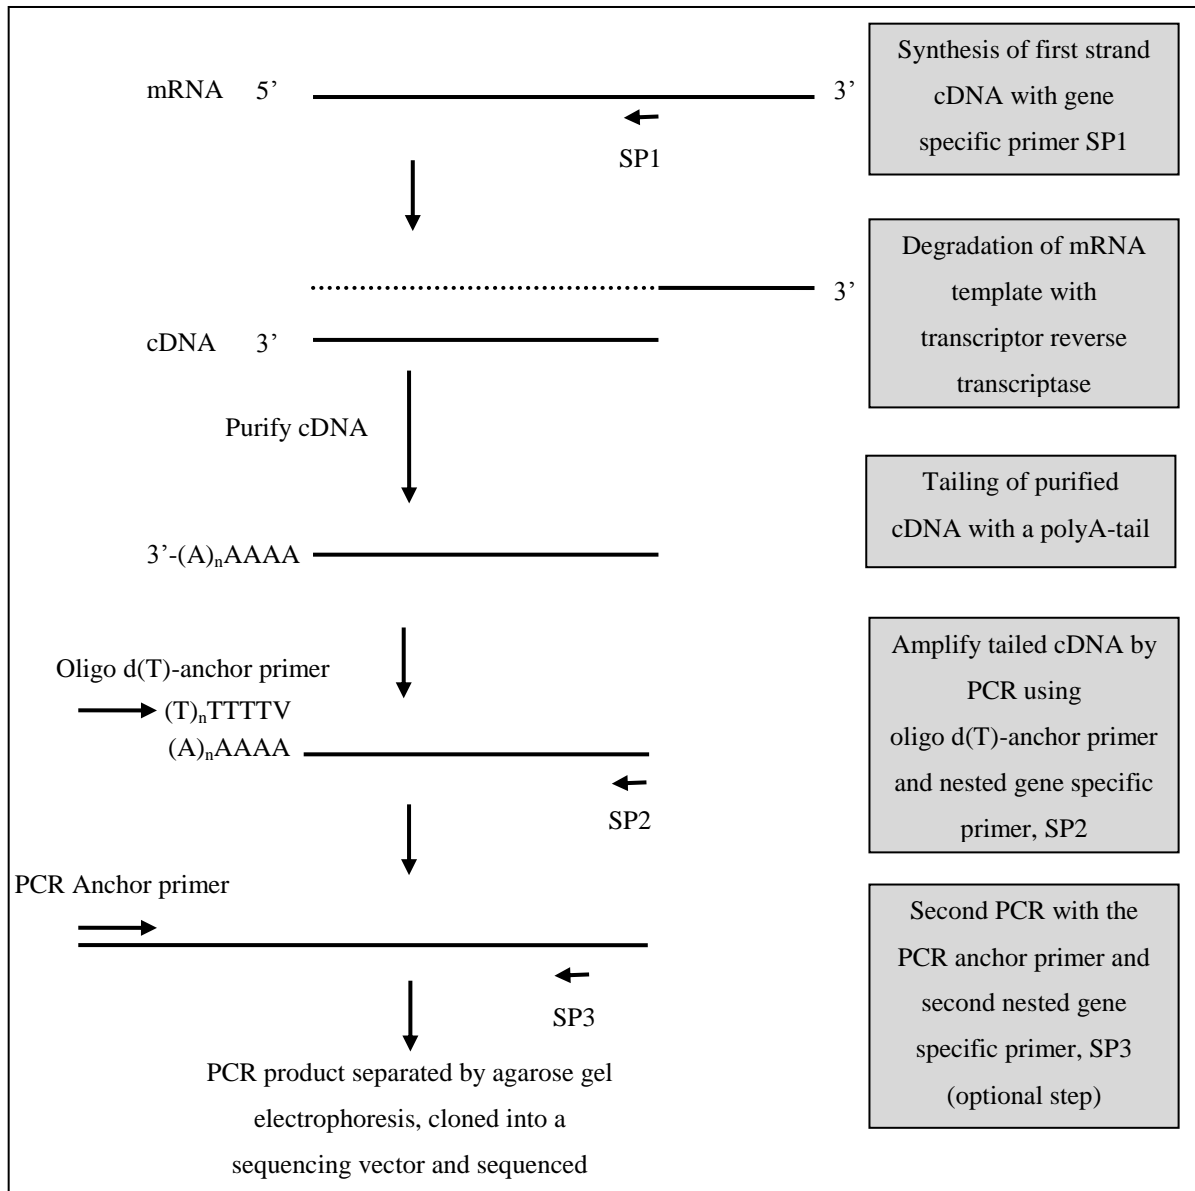 mRNA 5’ 3’
SP1
Synthesis of first strand
cDNA with gene
specific primer SP1
3’
cDNA 3’
Purify cDNA
Degradation of mRNA
template with
transcriptor reverse
transcriptase
3’-(A)nAAAA
Tailing of purified
cDNA with a polyA-tail
Oligo d(T)-anchor primer
(T)nTTTTV
(A)nAAAA
SP2
Amplify tailed cDNA by
PCR using
oligo d(T)-anchor primer
and nested gene specific
primer, SP2
PCR Anchor primer
SP3
Second PCR with the
PCR anchor primer and
second nested gene
specific primer, SP3
(optional step)
PCR product separated by agarose gel
electrophoresis, cloned into a
sequencing vector and sequenced